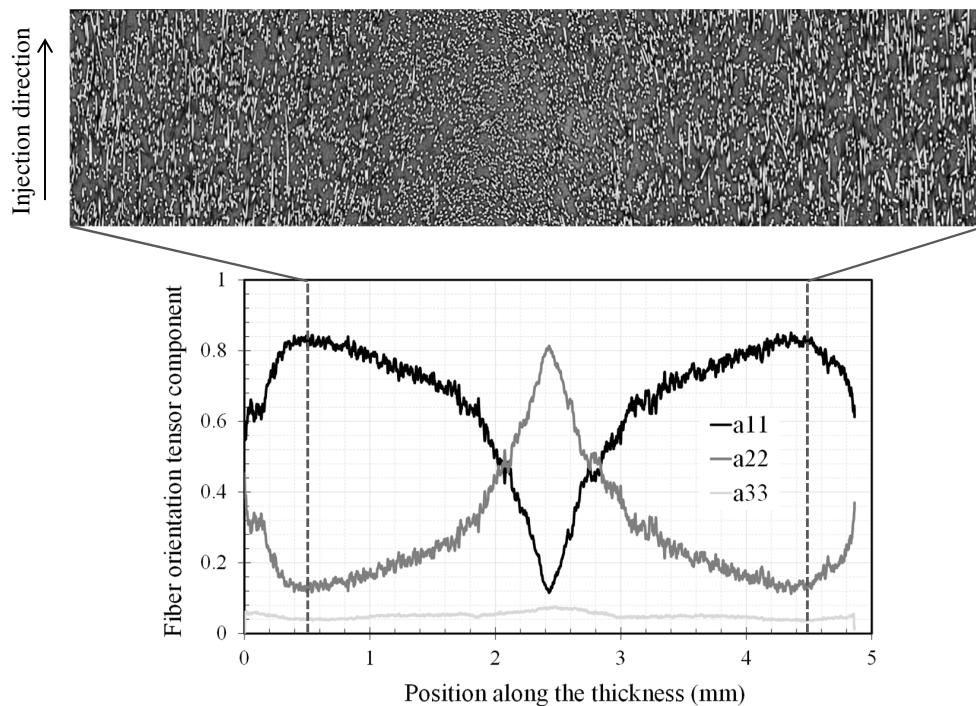 Injection direction
Fiber orientation tensor component
1
0.8
0.6
0.4
0.2
0
a11
a22
a33
0 1 2 3 4 5
Position along the thickness (mm)